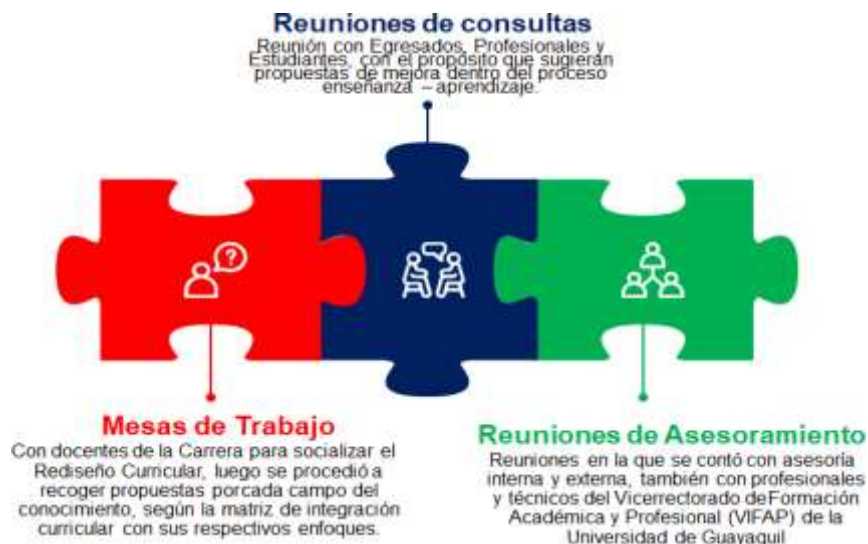 Reuniones de consultas
Reunión con Egresados, Profesionales y
Estudiantes, con el propósito que sugieran
propuestas de mejora dentro del proceso
enseñanza – aprendizaje.
?
Mesas de Trabajo
Con docentes de la Carrera para socializar el
Rediseño Curricular, luego se procedió a
recoger propuestas porcada campo del
conocimiento, según la matriz de integración
curricular con sus respectivos enfoques.
Reuniones de Asesoramiento
Reuniones en la que se contó con asesoría
interna y externa, también con profesionales
y técnicos del Vicerrectorado deFormación
Académica y Profesional (VIFAP) de la
Universidad de Guayaquil